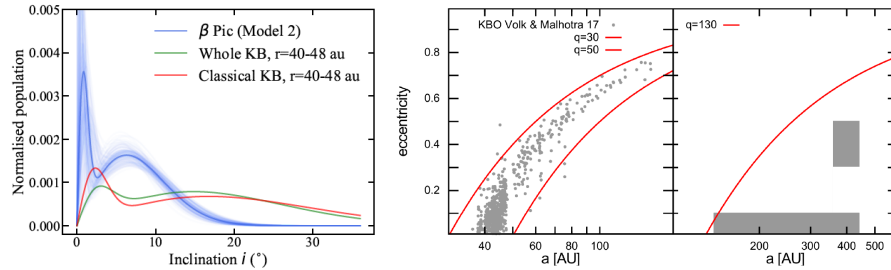 0.005
0.004
0.003
0.002
0.001
0.000
Normalised population
β Pic (Model 2)
Whole KB, r=40-48 au
Classical KB, r=40-48 au
0
10
20
30
Inclination i (°)
KBO Volk & Malhotra 17
q=30
q=50
0.8
0.6
0.4
0.2
eccentricity
40
60
80
100
a [AU]
q=130
200
300
400
500
a [AU]